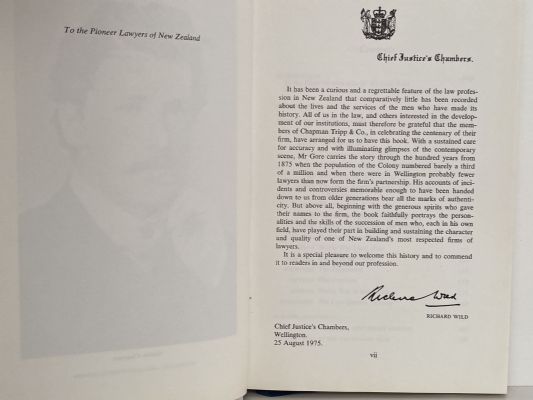 To the Pioneer Lawyers of New Zealand
Chief Justice's Chambers.
It has been a curious and a regrettable feature of the law profes-
sion in New Zealand that comparatively little has been recorded
about the lives and the services of the men who have made its
history. All of us in the law, and others interested in the develop-
ment of our institutions, must therefore be grateful that the mem-
bers of Chapman Tripp & Co., in celebrating the centenary of their
firm, have arranged for us to have this book. With a sustained care
for accuracy and with illuminating glimpses of the contemporary
scene, Mr Gore carries the story through the hundred years from
1875 when the population of the Colony numbered barely a third
of a million and when there were in Wellington probably fewer
lawyers than now form the firm's partnership. His accounts of inci-
dents and controversies memorable enough to have been handed
down to us from older generations bear all the marks of authenti-
city. But above all, beginning with the generous spirits who gave
their names to the firm, the book faithfully portrays the person-
alities and the skills of the succession of men who, each in his own
field, have played their part in building and sustaining the character
and quality of one of New Zealand's most respected firms of
lawyers.
It is a special pleasure to welcome this history and to commend
it to readers in and beyond our profession.
Richard Wild
RICHARD WILD
Chief Justice's Chambers,
Wellington.
25 August 1975.
vii